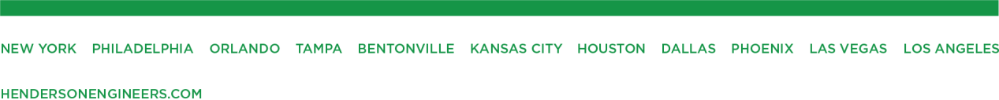 NEW YORK PHILADELPHIA ORLANDO TAMPA BENTONVILLE KANSAS CITY HOUSTON DALLAS PHOENIX LAS VEGAS LOS ANGELES
HENDERSONENGINEERS.COM